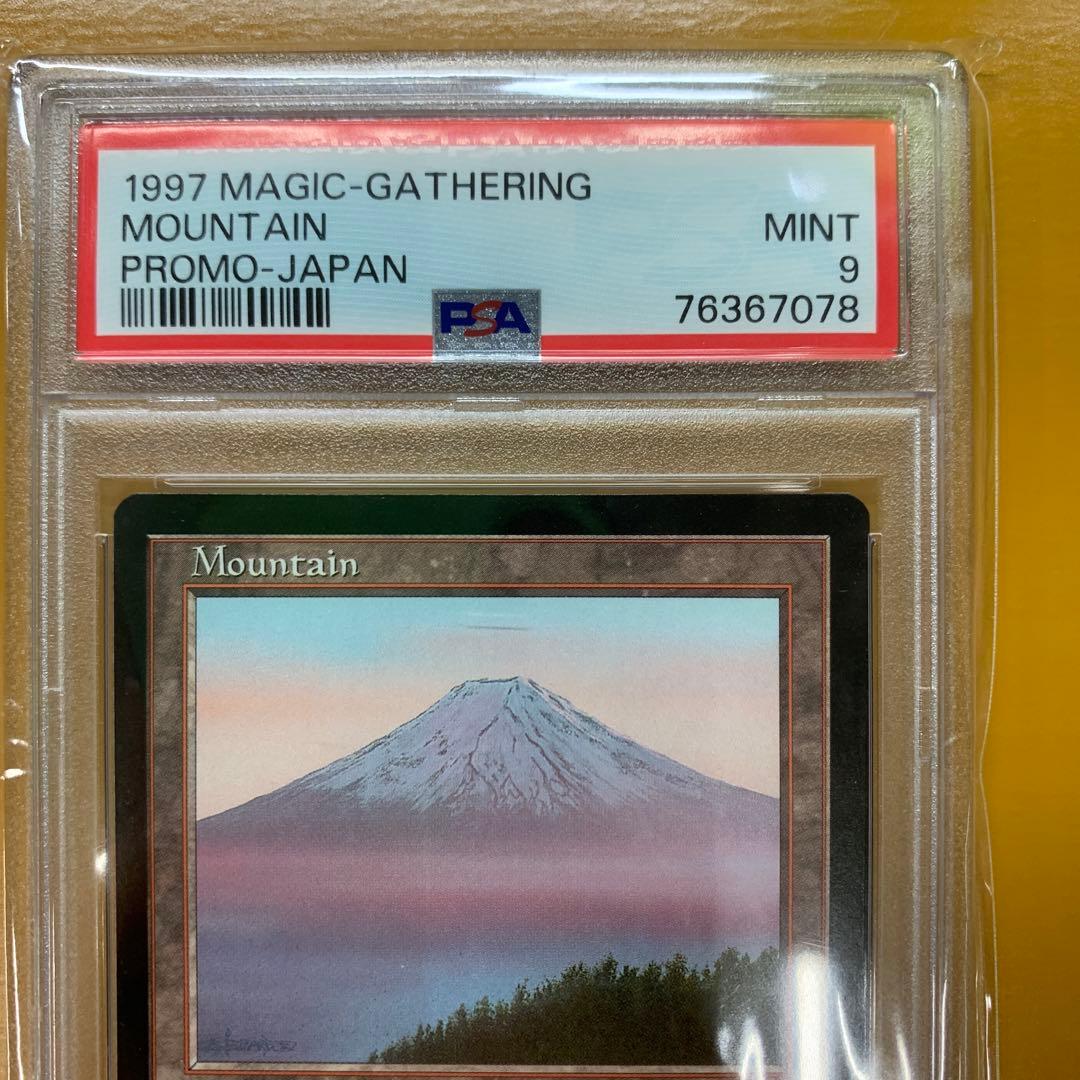 1997 MAGIC-GATHERING
MOUNTAIN MINT
PROMO-JAPAN 9
PSA 76367078
Mountain